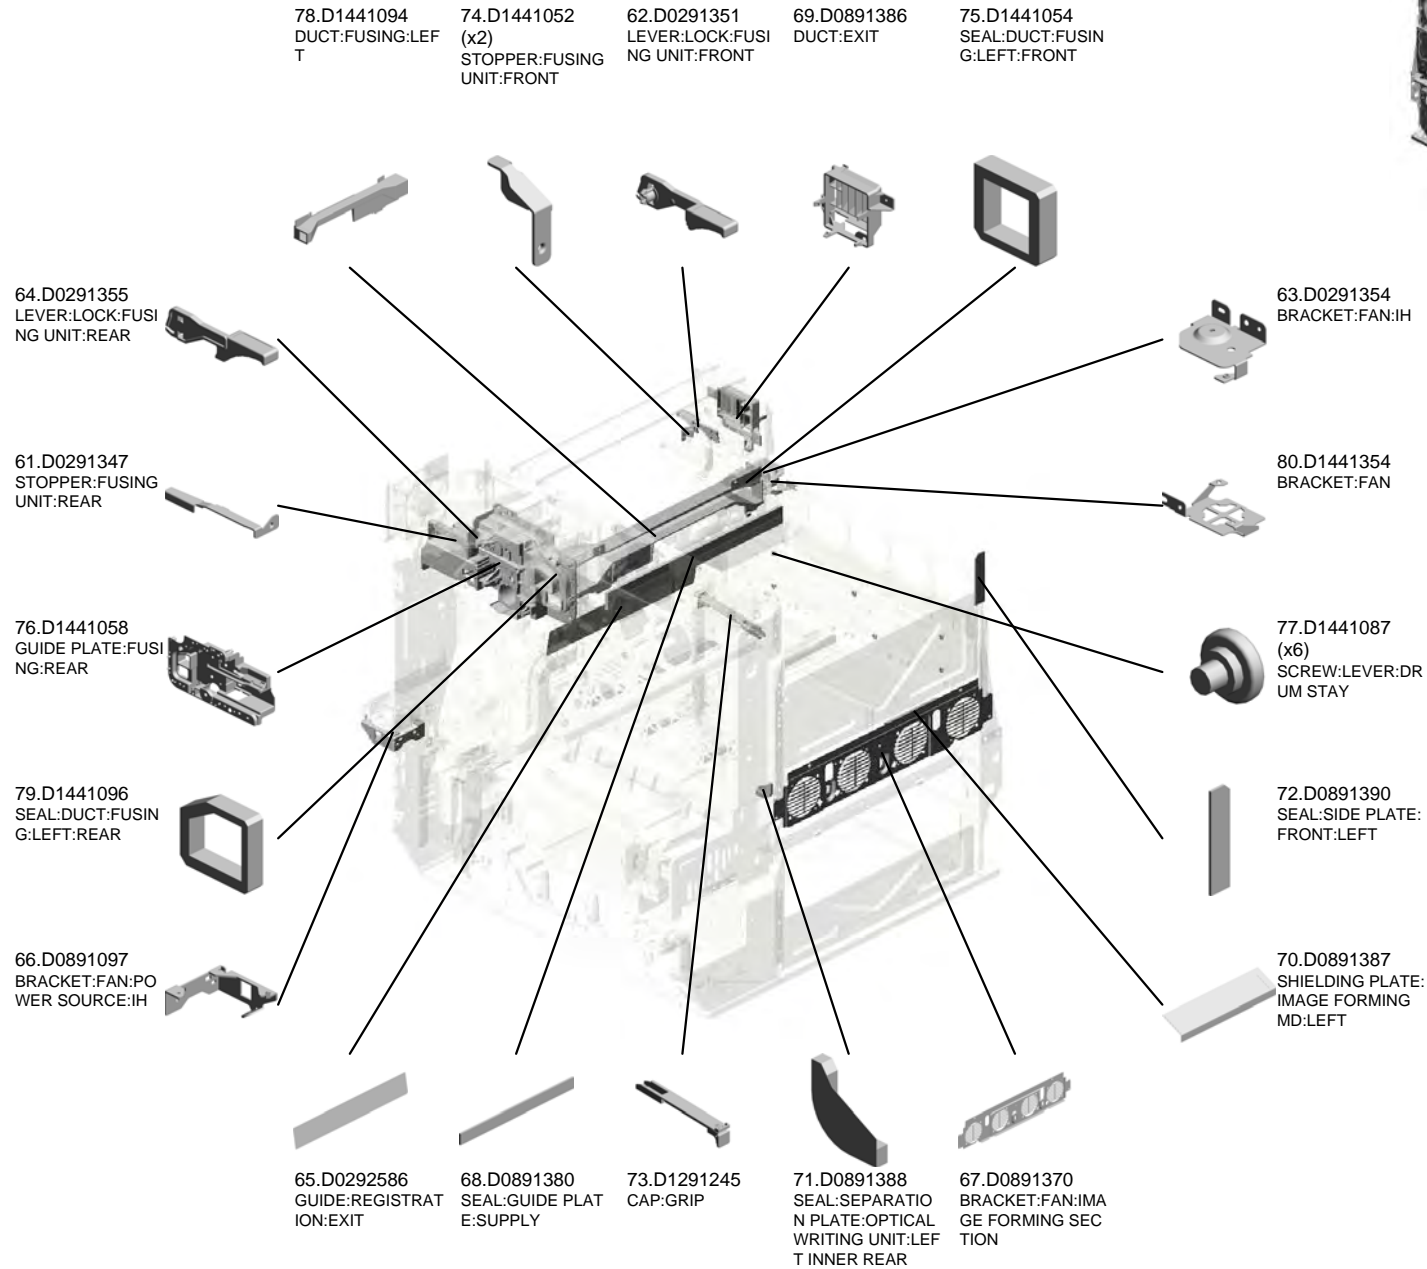 78.D1441094
DUCT:FUSING:LEF
T
74.D1441052
(x2)
STOPPER:FUSING
UNIT:FRONT
62.D0291351
LEVER:LOCK:FUSI
NG UNIT:FRONT
69.D0891386
DUCT:EXIT
75.D1441054
SEAL:DUCT:FUSIN
G:LEFT:FRONT
64.D0291355
LEVER:LOCK:FUSI
NG UNIT:REAR
63.D0291354
BRACKET:FAN:IH
61.D0291347
STOPPER:FUSING
UNIT:REAR
80.D1441354
BRACKET:FAN
76.D1441058
GUIDE PLATE:FUSI
NG:REAR
77.D1441087
(x6)
SCREW:LEVER:DR
UM STAY
79.D1441096
SEAL:DUCT:FUSIN
G:LEFT:REAR
72.D0891390
SEAL:SIDE PLATE:
FRONT:LEFT
66.D0891097
BRACKET:FAN:PO
WER SOURCE:IH
70.D0891387
SHIELDING PLATE:
IMAGE FORMING
MD:LEFT
65.D0292586
GUIDE:REGISTRAT
ION:EXIT
68.D0891380
SEAL:GUIDE PLAT
E:SUPPLY
73.D1291245
CAP:GRIP
71.D0891388
SEAL:SEPARATIO
N PLATE:OPTICAL
WRITING UNIT:LEF
T INNER REAR
67.D0891370
BRACKET:FAN:IMA
GE FORMING SEC
TION